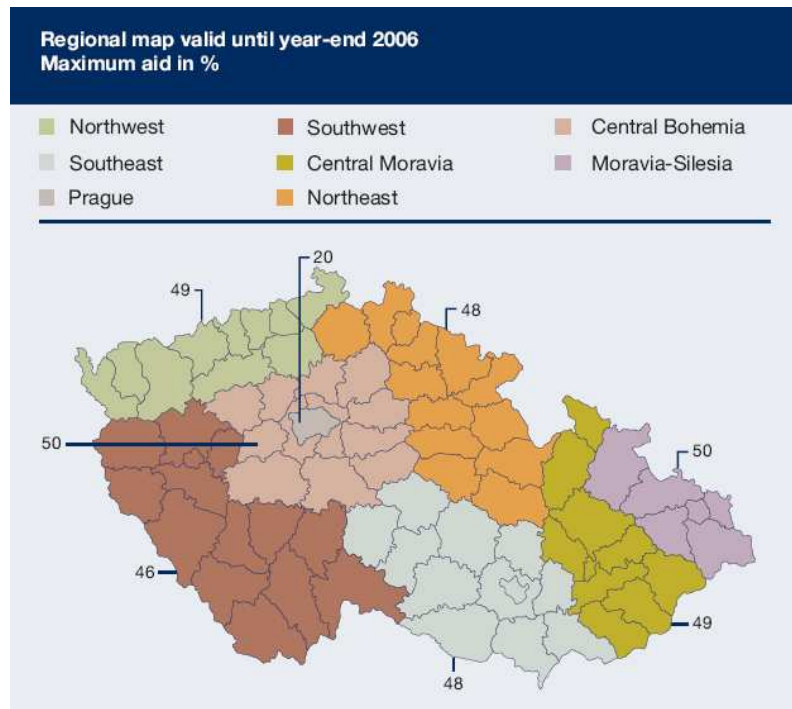 Regional map valid until year-end 2006
Maximum aid in %
Northwest
Southwest
Central Bohemia
Southeast
Central Moravia
Moravia-Silesia
Prague
Northeast
20
49
48
50
50
46
49
48